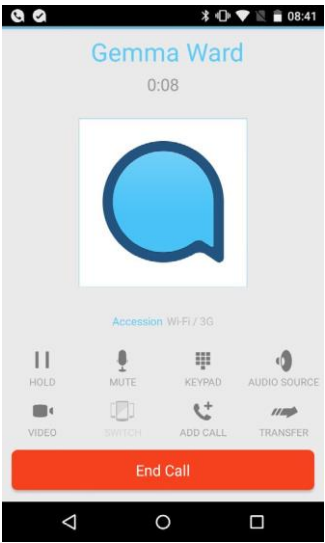 08:41
Gemma Ward
0:08
Accession Wi-Fi / 3G
HOLD MUTE KEYPAD AUDIO SOURCE
VIDEO SWITCH ADD CALL TRANSFER
End Call